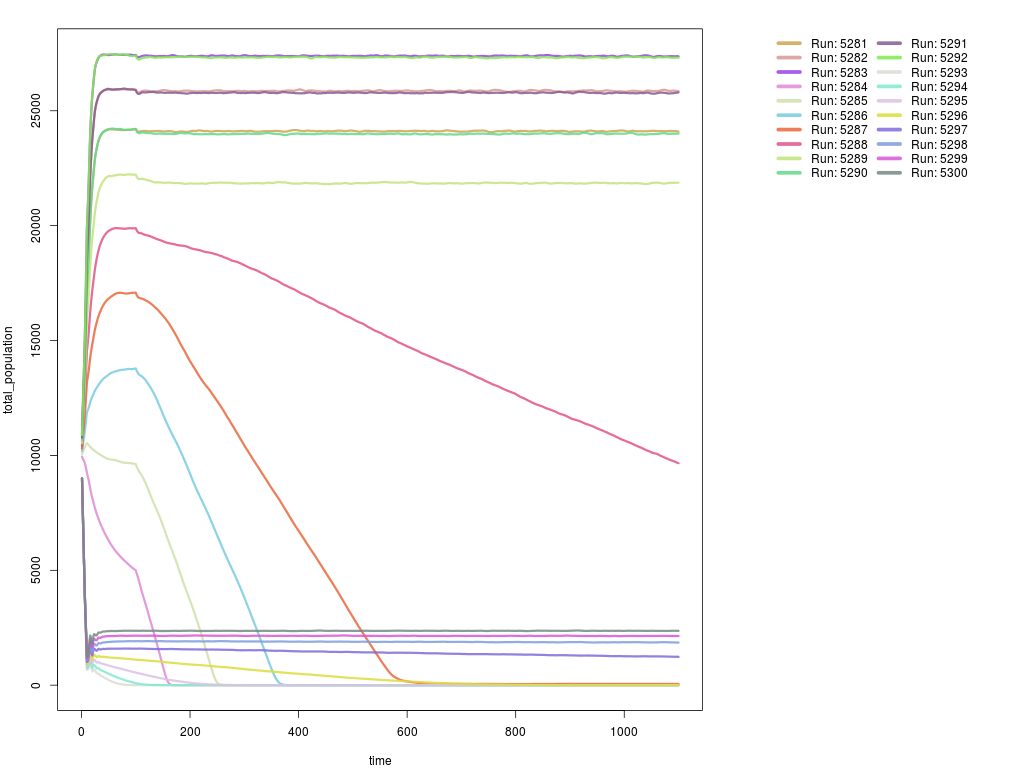 Run: 5281 Run: 5291
Run: 5282 Run: 5292
Run: 5283 Run: 5293
Run: 5284 Run: 5294
Run: 5285 Run: 5295
Run: 5286 Run: 5296
Run: 5287 Run: 5297
Run: 5288 Run: 5298
Run: 5289 Run: 5299
Run: 5290 Run: 5300
25000
20000
15000
10000
5000
0
total_population
0 200 400 600 800 1000
time